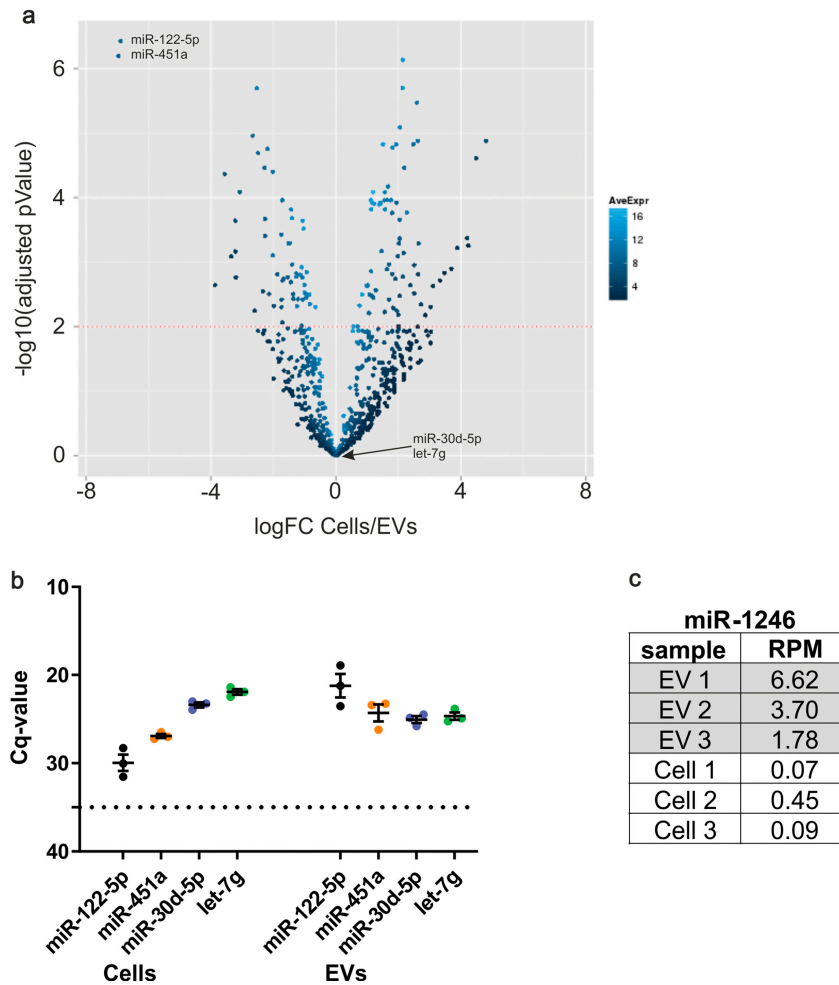 a
miR-122-5p
miR-451a
6
4
2
0
-log10(adjusted pValue)
-8
-4
0
4
8
logFC Cells/EVs
miR-30d-5p
let-7g
AveExpr
16
12
8
4
b
10
20
30
40
Cq-value
miR-122-5p
miR-451a
miR-30d-5p
let-7g
miR-122-5p
miR-451a
miR-30d-5p
let-7g
Cells
EVs
c
miR-1246
sample RPM
EV 1 6.62
EV 2 3.70
EV 3 1.78
Cell 1 0.07
Cell 2 0.45
Cell 3 0.09